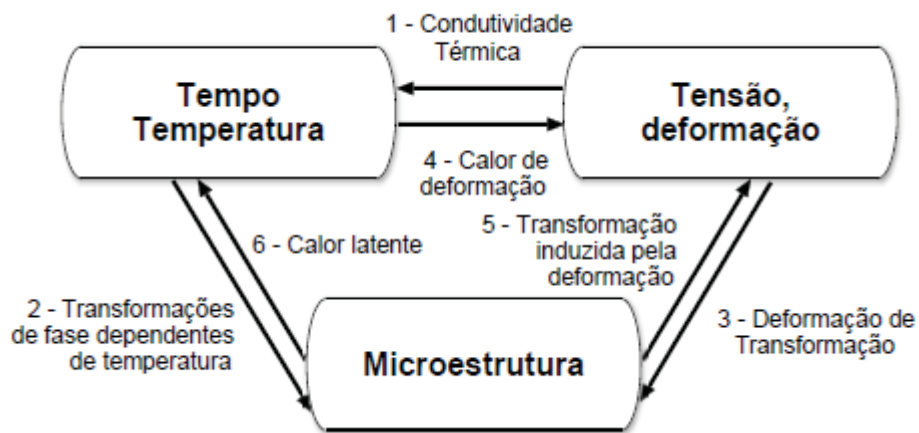 1 - Condutividade
Térmica
Tempo
Temperatura
Tensão,
deformação
4 - Calor de
deformação
6 - Calor latente
5 - Transformação
induzida pela
deformação
2 - Transformações
de fase dependentes
de temperatura
3 - Deformação de
Transformação
Microestrutura